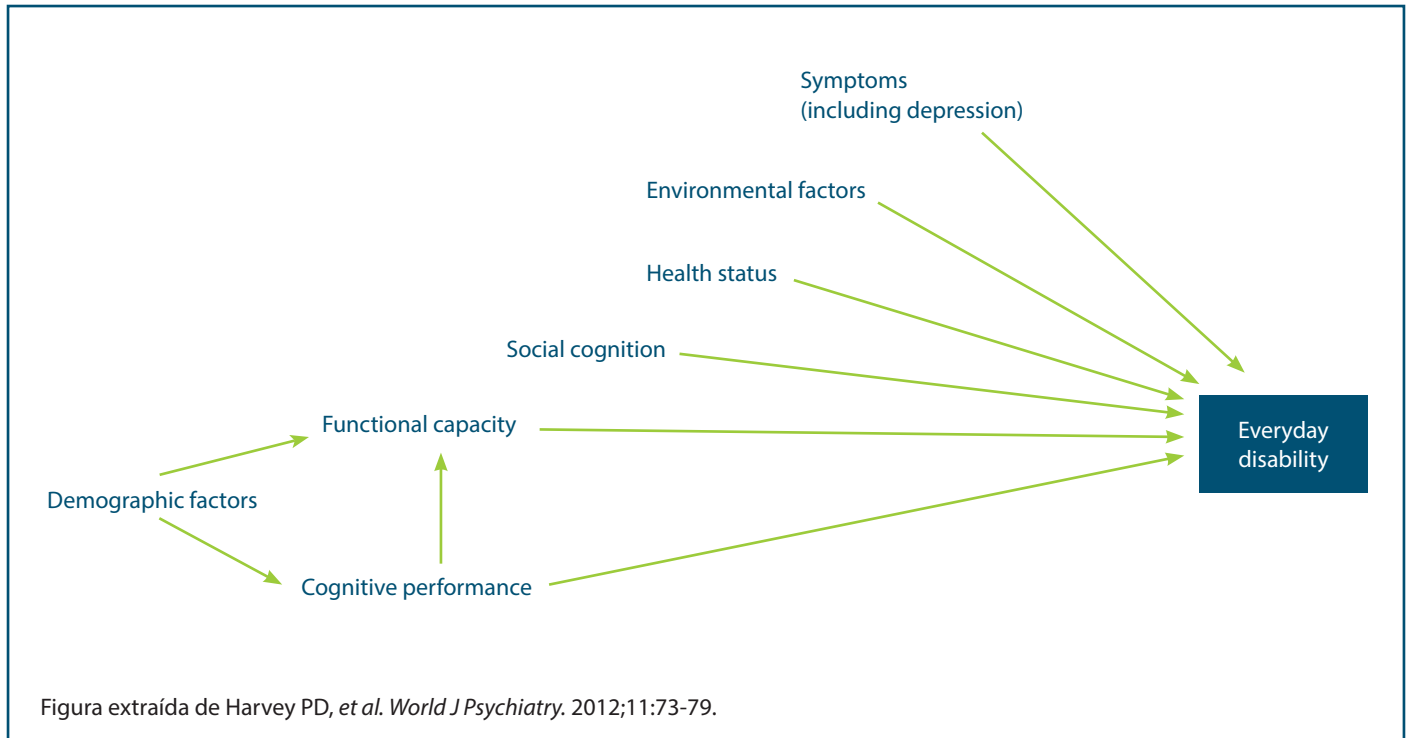 Symptoms
(including depression)
Environmental factors
Health status
Social cognition
Functional capacity
Everyday
disability
Demographic factors
Cognitive performance
Figura extraída de Harvey PD, et al. World J Psychiatry. 2012;11:73-79.